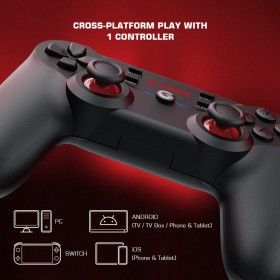 CROSS-PLATFORM PLAY WITH
1 CONTROLLER
PC
ANDROID
(TV / TV Box / Phone & Tablet)
SWITCH
iOS
(Phone & Tablet)